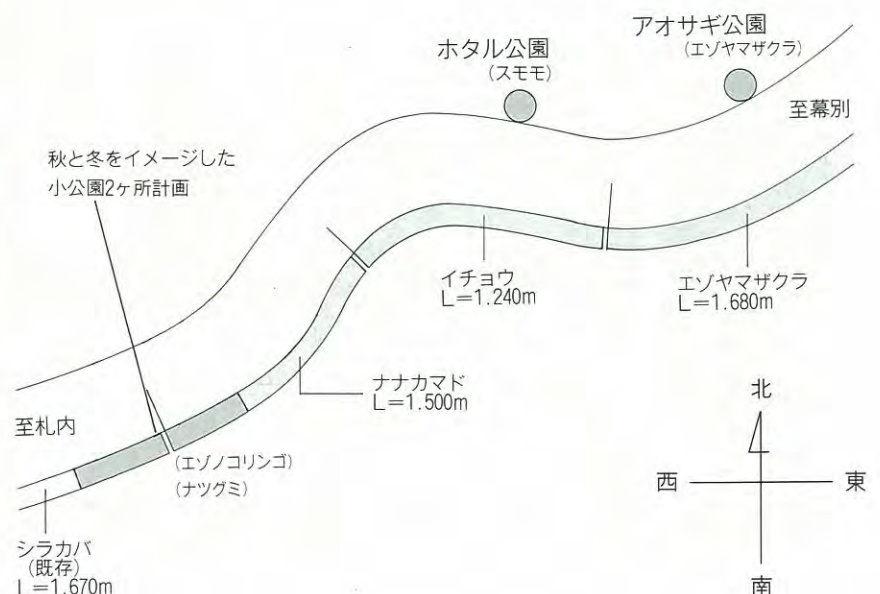 アオサギ公園
(エゾヤマザクラ)
ホタル公園
(スモモ)
至幕別
秋と冬をイメージした
小公園2ヶ所計画
イチョウ
L=1.240m
エゾヤマザクラ
L=1.680m
ナナカマド
L=1.500m
至札内
(エゾノコリンゴ)
(ナツグミ)
シラカバ
(既存)
L=1.670m
北
西
東
南